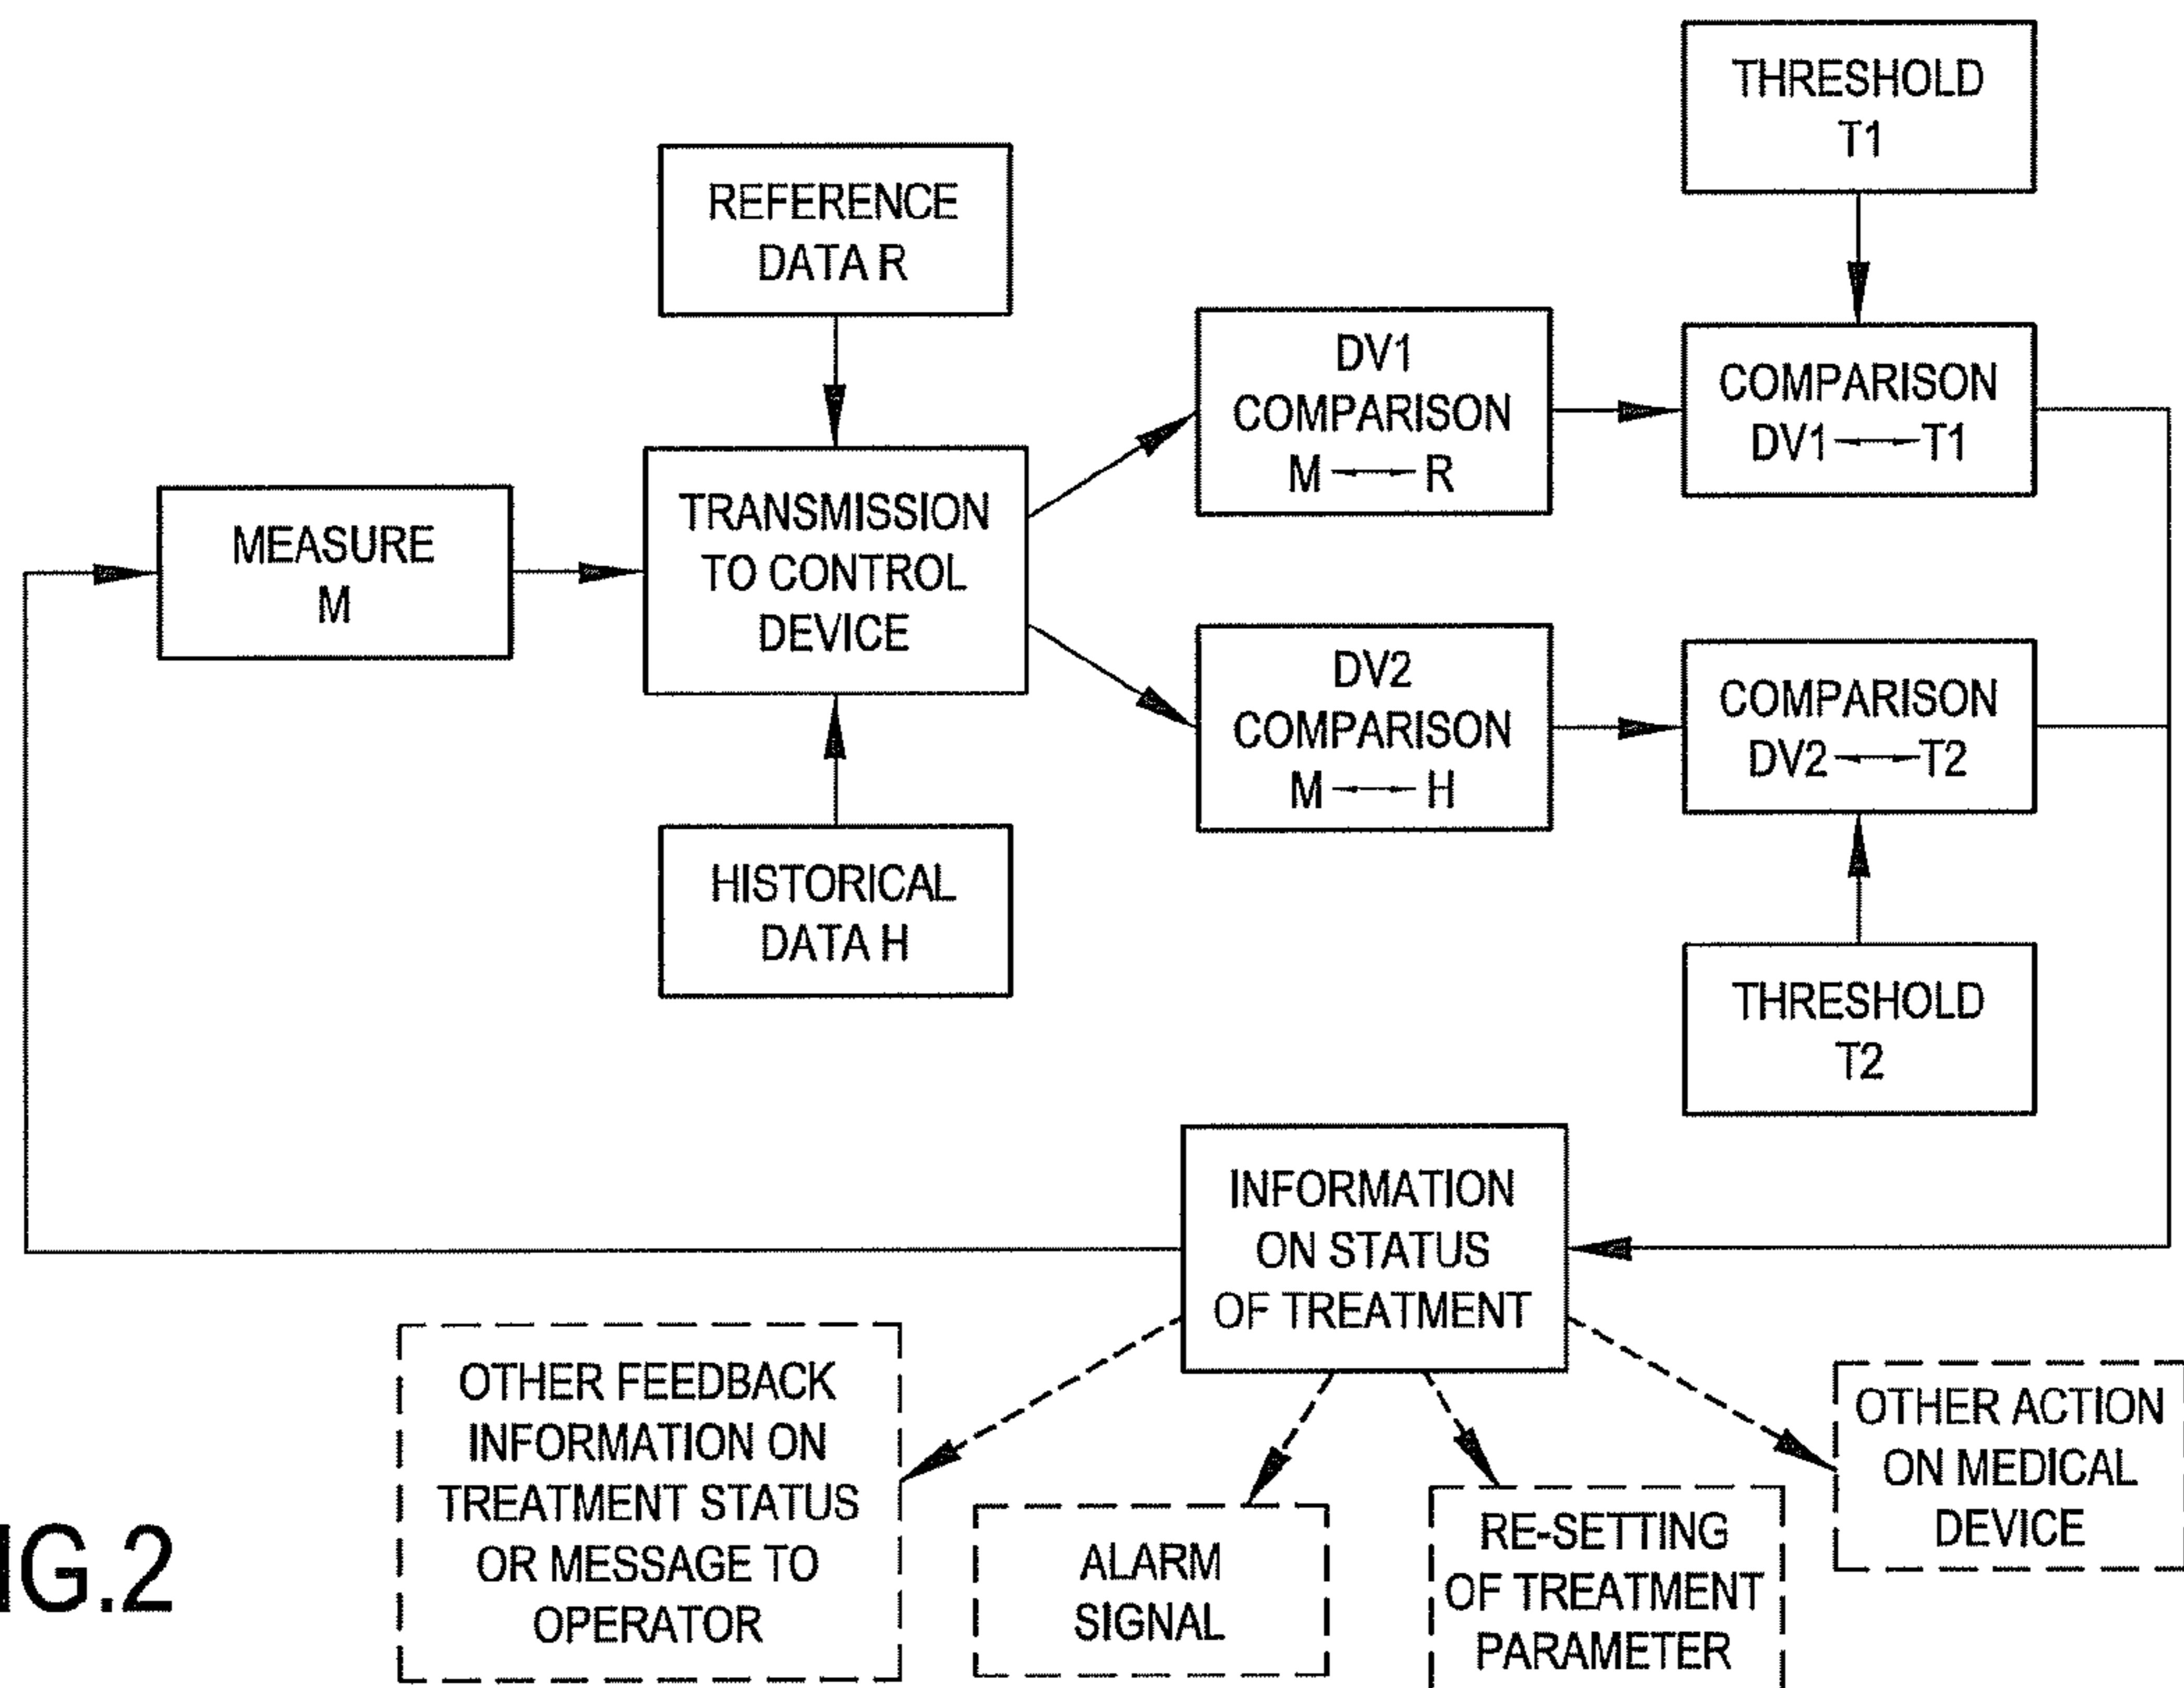 THRESHOLD
T1
REFERENCE
DATA R
DV1
COMPARISON
M R
COMPARISON
DV1 T1
MEASURE
M
TRANSMISSION
TO CONTROL
DEVICE
DV2
COMPARISON
M H
COMPARISON
DV2 T2
HISTORICAL
DATA H
THRESHOLD
T2
INFORMATION
ON STATUS
OF TREATMENT
OTHER FEEDBACK
INFORMATION ON
TREATMENT STATUS
OR MESSAGE TO
OPERATOR
ALARM
SIGNAL
RE-SETTING
OF TREATMENT
PARAMETER
OTHER ACTION
ON MEDICAL
DEVICE
IG.2